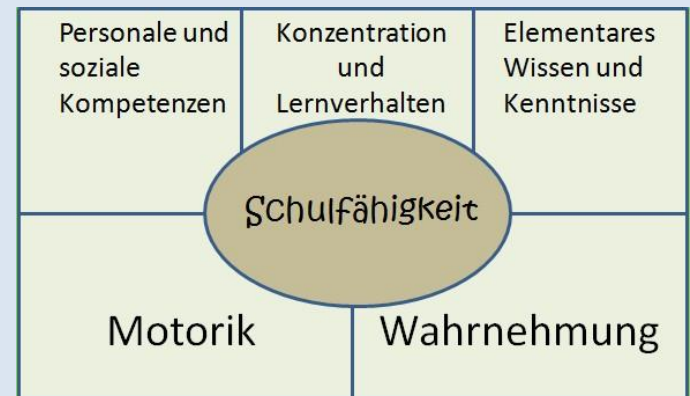 Personale und
soziale
Kompetenzen
Konzentration
und
Lernverhalten
Elementares
Wissen und
Kenntnisse
Schulfähigkeit
Motorik
Wahrnehmung